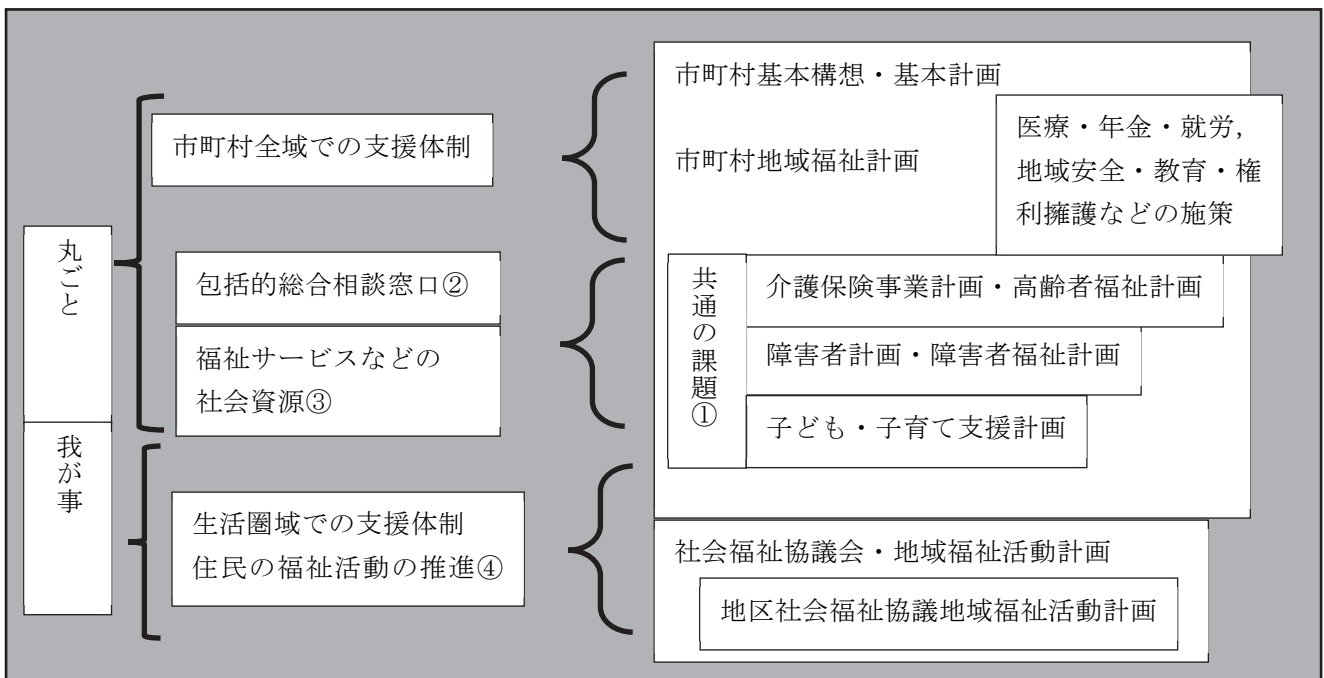 丸ごと
我が事
市町村全域での支援体制
包括的総合相談窓口②
福祉サービスなどの
社会資源③
生活圏域での支援体制
住民の福祉活動の推進④
市町村基本構想・基本計画
市町村地域福祉計画
医療・年金・就労,
地域安全・教育・権
利擁護などの施策
共通の課題①
介護保険事業計画・高齢者福祉計画
障害者計画・障害者福祉計画
子ども・子育て支援計画
社会福祉協議会・地域福祉活動計画
地区社会福祉協議地域福祉活動計画